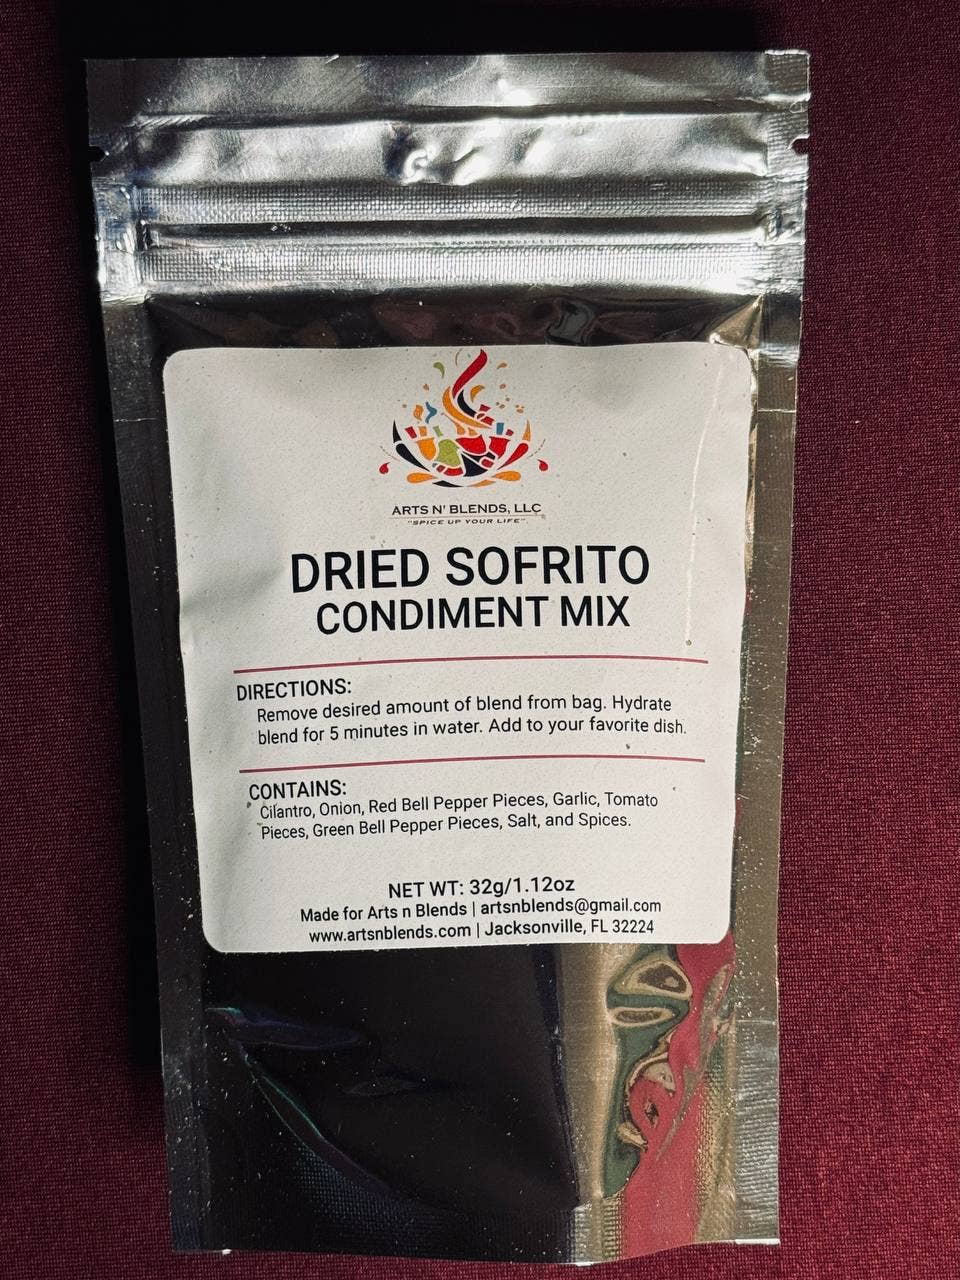 ARTS N' BLENDS, LLC
"SPICE UP YOUR LIFE"
DRIED SOFRITO
CONDIMENT MIX
DIRECTIONS:
Remove desired amount of blend from bag. Hydrate
blend for 5 minutes in water. Add to your favorite dish.
CONTAINS:
Cilantro, Onion, Red Bell Pepper Pieces, Garlic, Tomato
Pieces, Green Bell Pepper Pieces, Salt, and Spices.
NET WT: 32g/1.12oz
Made for Arts n Blends | artsnblends@gmail.com
www.artsnblends.com | Jacksonville, FL 32224